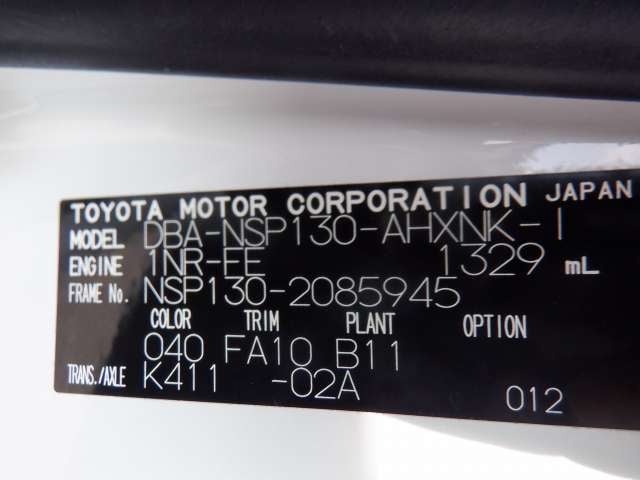 TOYOTA MOTOR CORPORATION JAPAN
MODEL DBA-NSP130-AHXNK-I
ENGINE 1NR-FE 1329 mL
FRAME No. NSP130-2085945
COLOR TRIM PLANT OPTION
040 FA10 B11
TRANS./AXLE K411 -02A
012